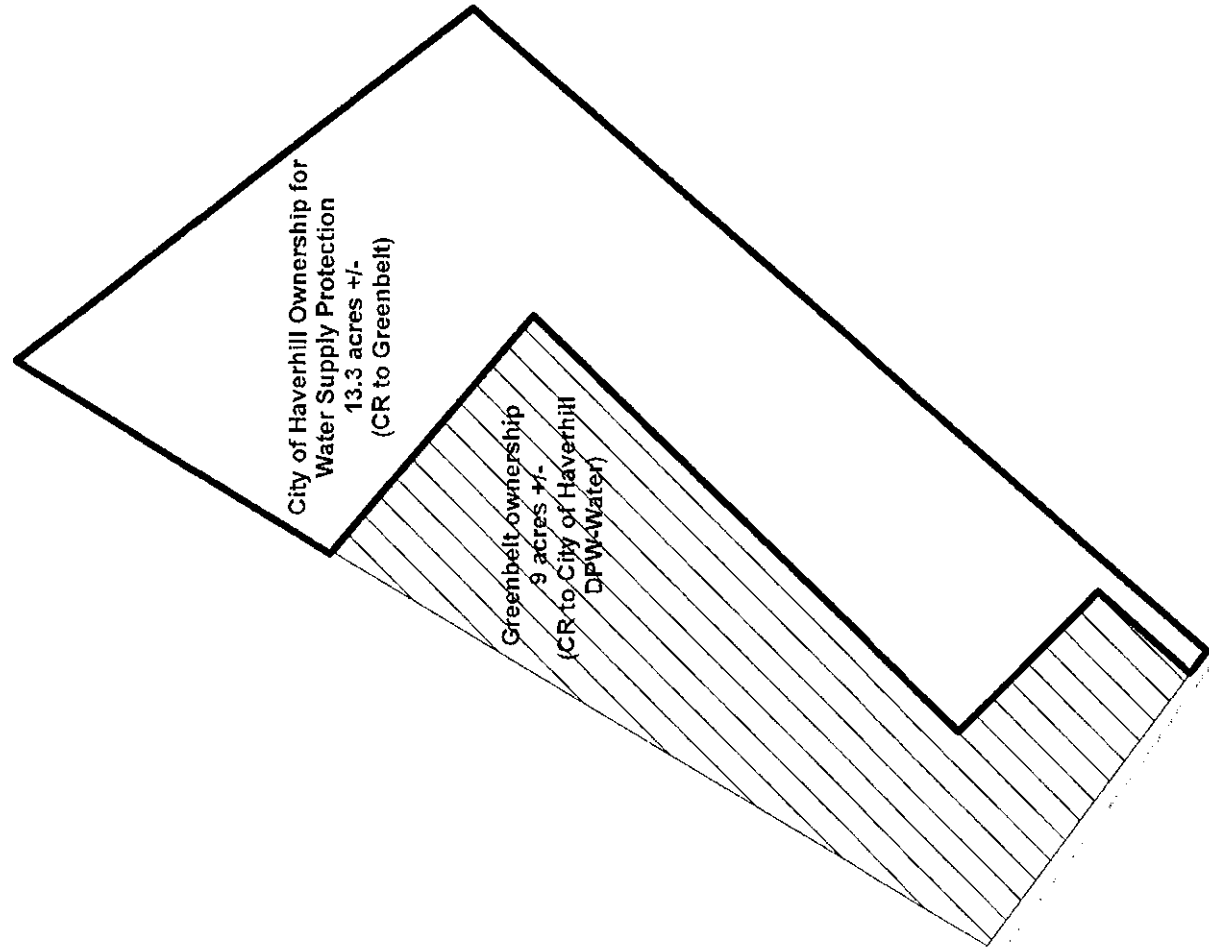 City of Haverhill Ownership for
Water Supply Protection
13.3 acres +/-
(CR to Greenbelt)
Greenbelt ownership
9 acres +/-
(CR to City of Haverhill
DPW-Water)